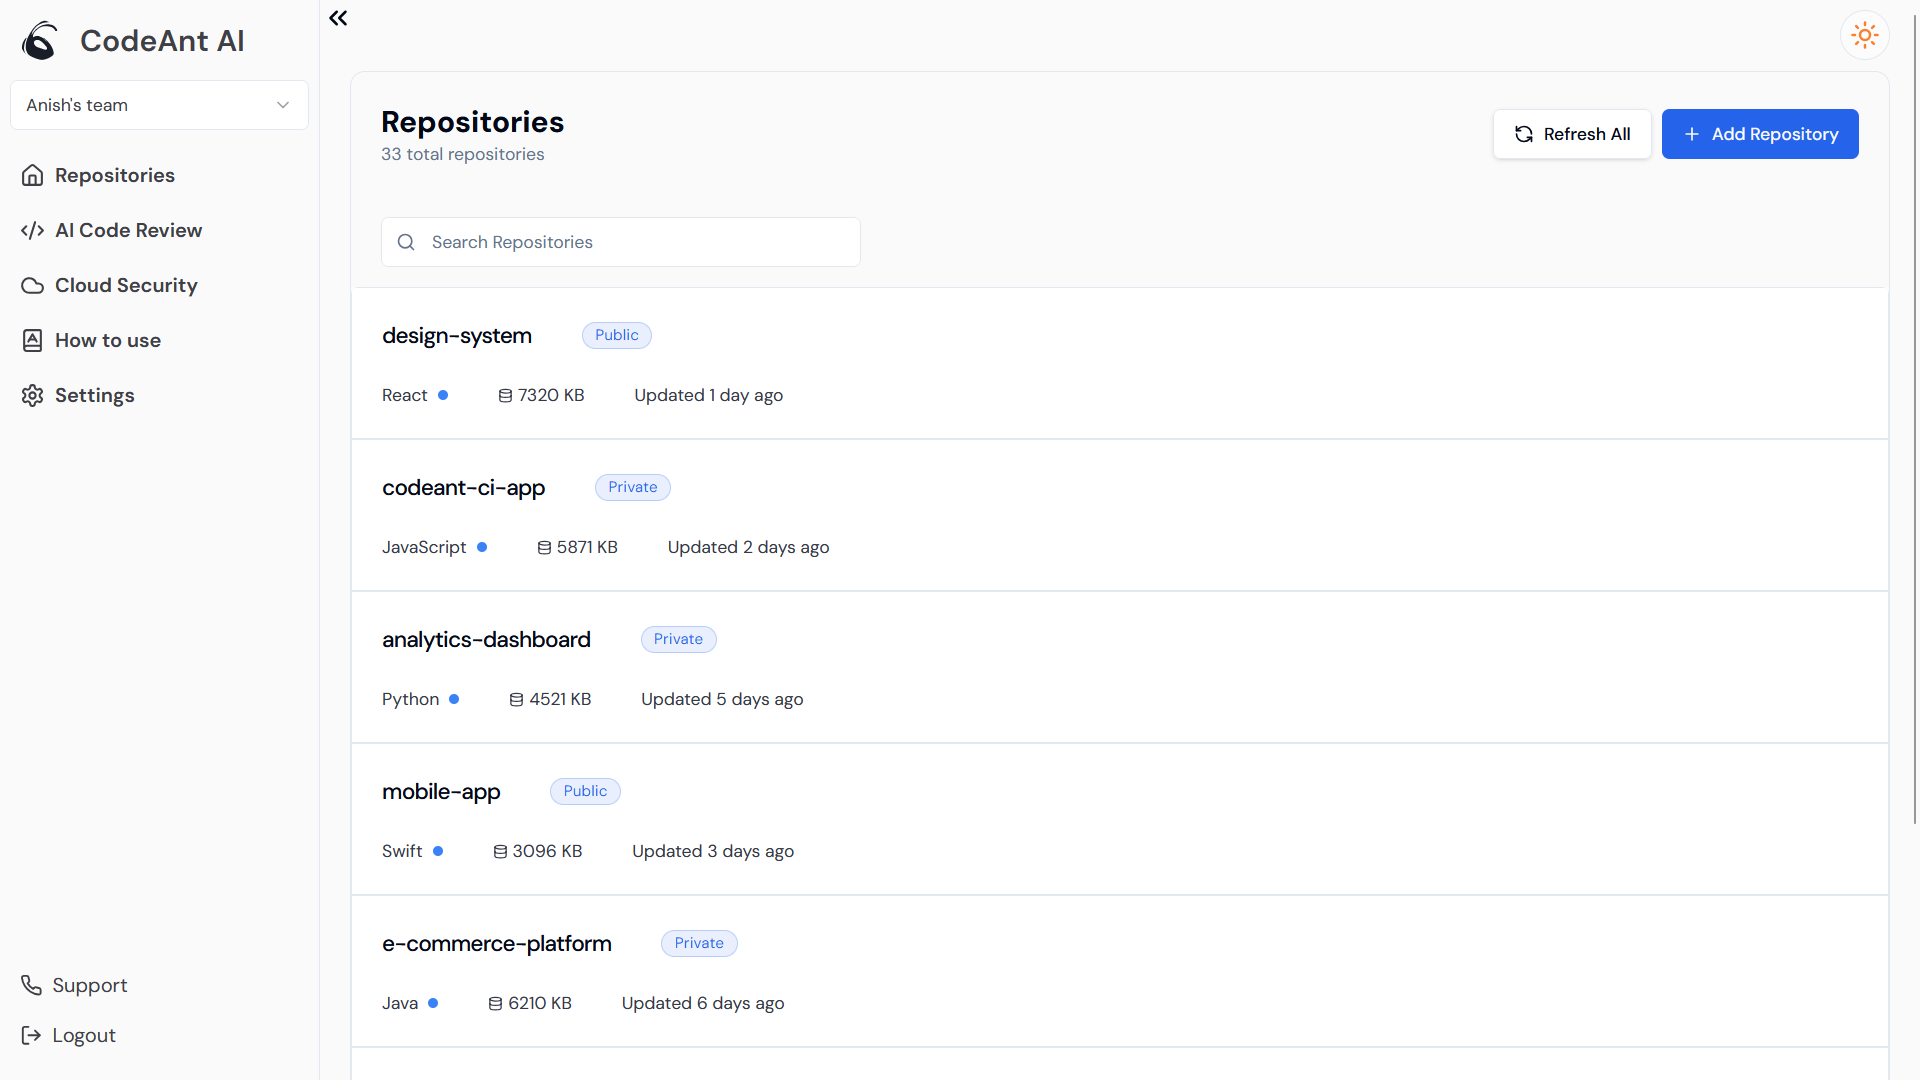 CodeAnt AI
Anish's team
Repositories
AI Code Review
Cloud Security
How to use
Settings
Support
Logout
Repositories
33 total repositories
Refresh All
Add Repository
Search Repositories
design-system Public
React 7320 KB Updated 1 day ago
codeant-ci-app Private
JavaScript 5871 KB Updated 2 days ago
analytics-dashboard Private
Python 4521 KB Updated 5 days ago
mobile-app Public
Swift 3096 KB Updated 3 days ago
e-commerce-platform Private
Java 6210 KB Updated 6 days ago